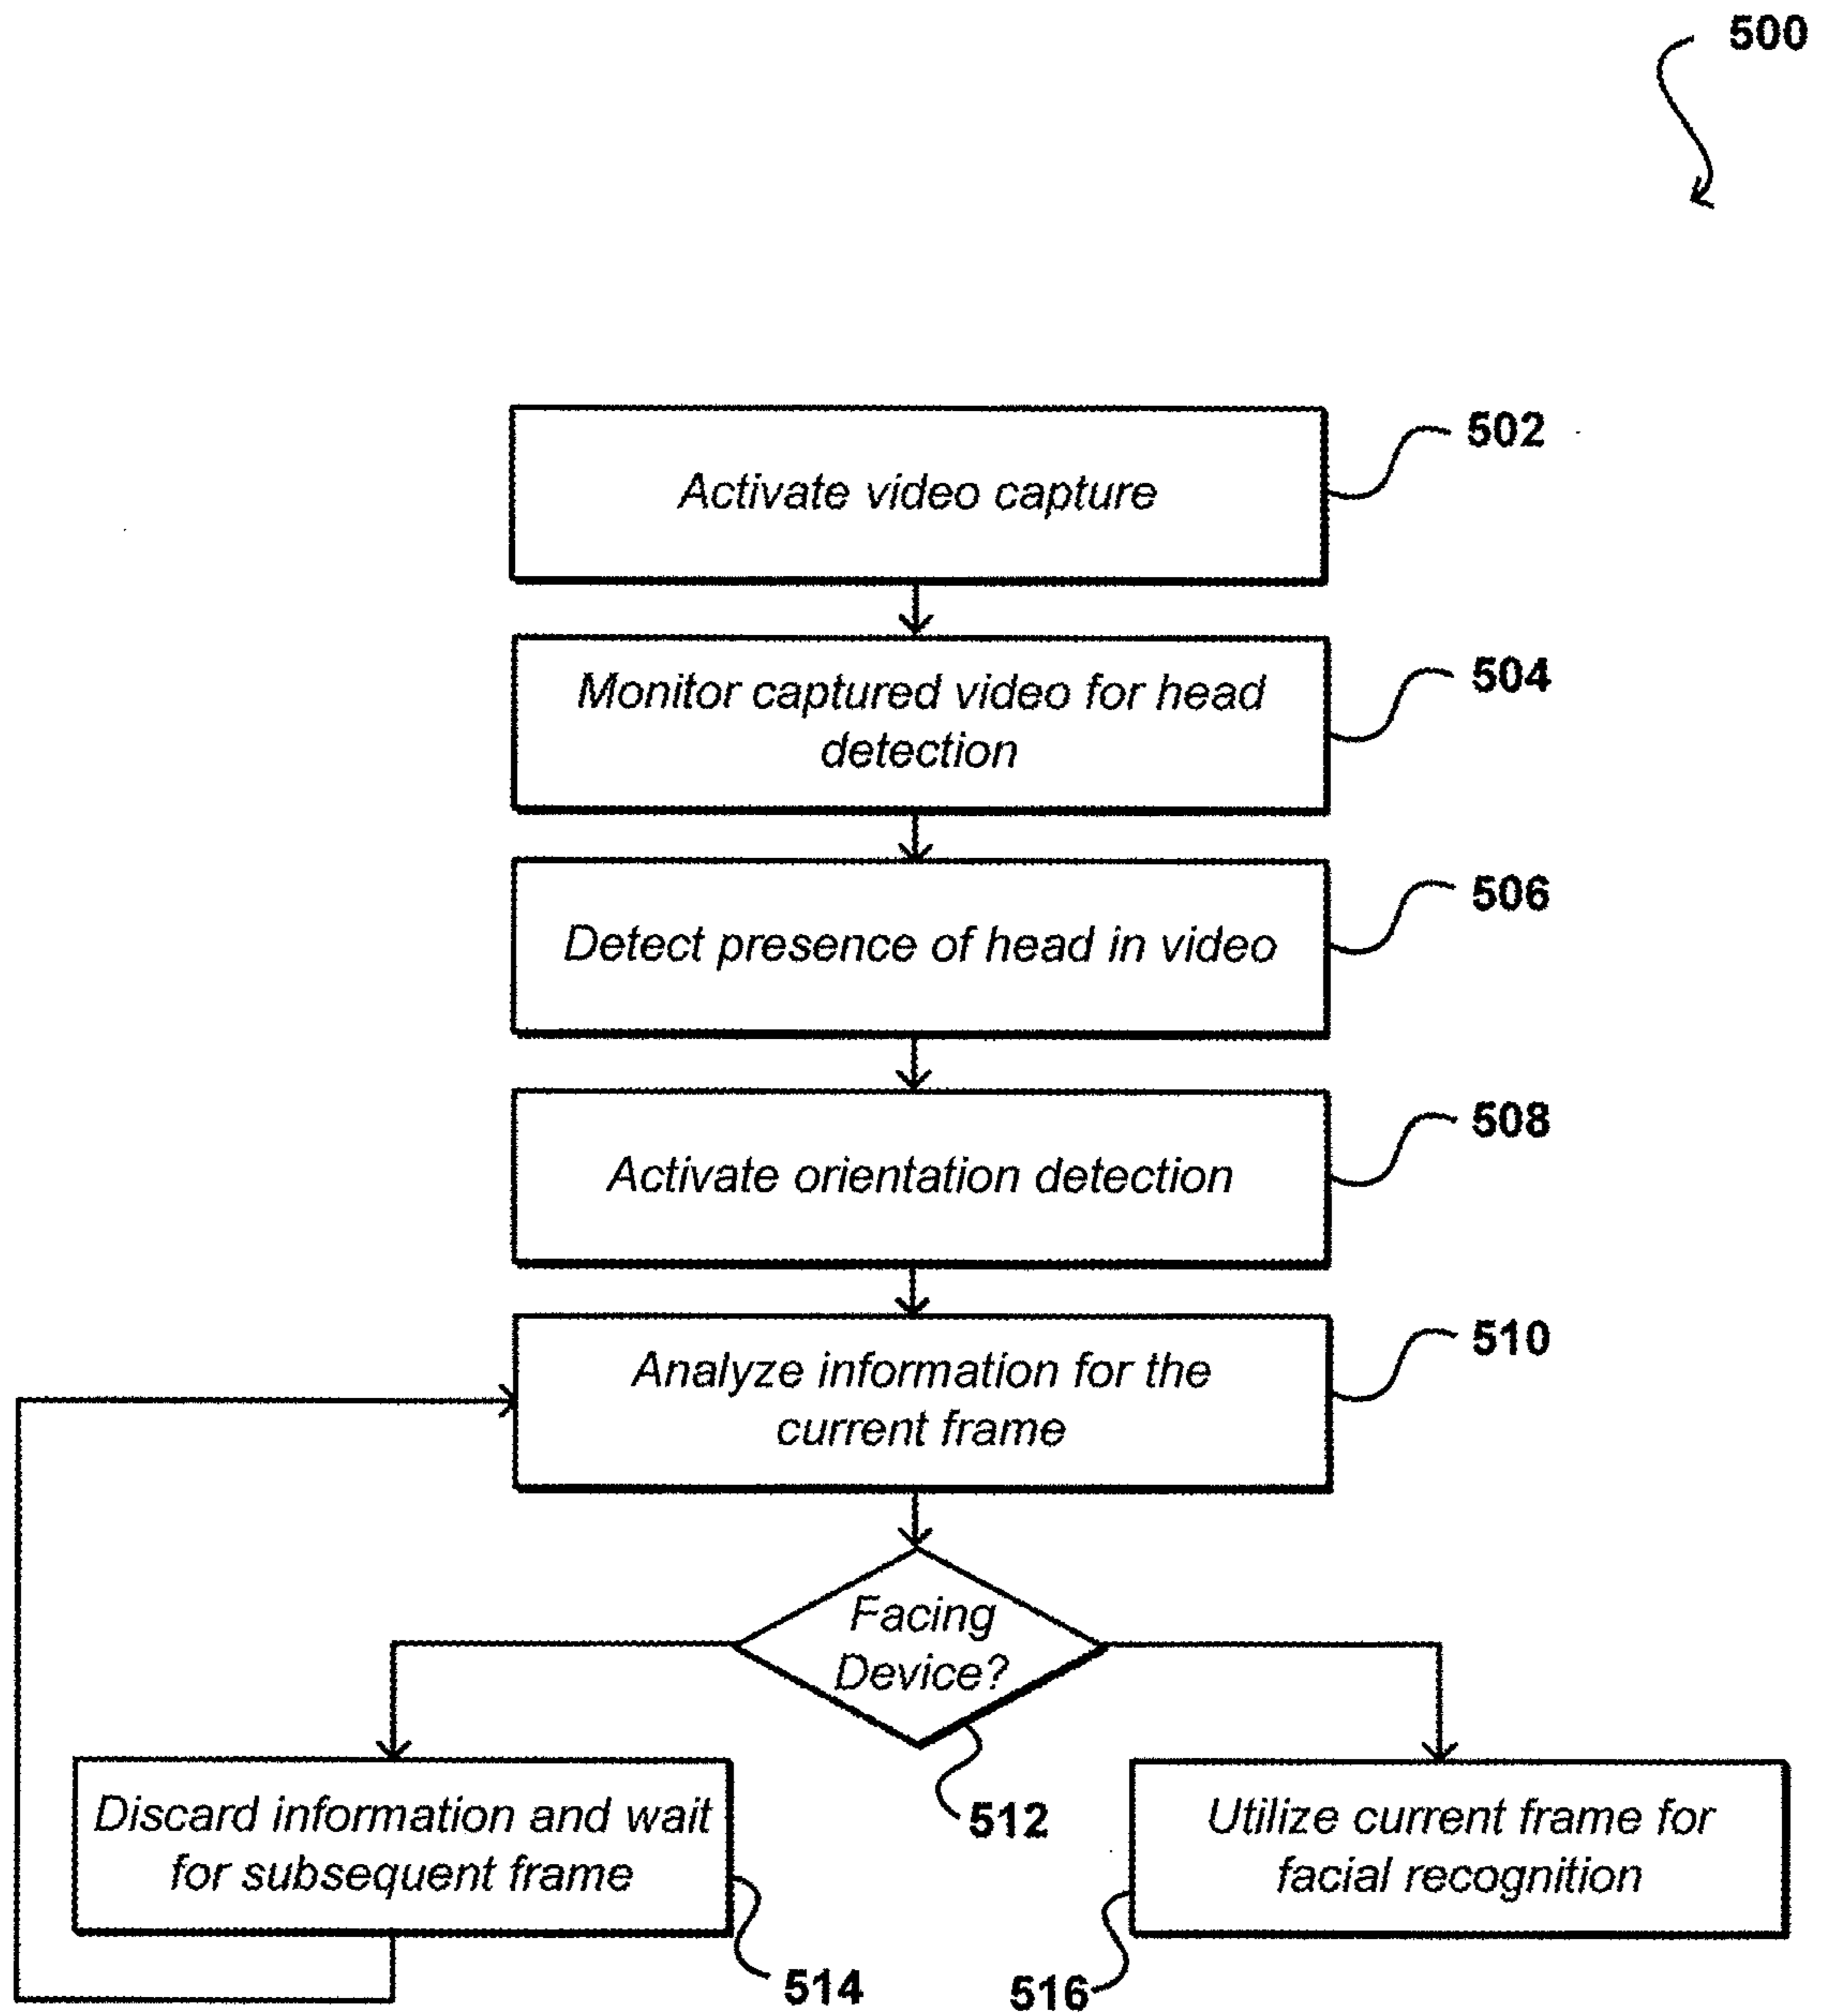 500
Activate video capture
502
Monitor captured video for head
detection
504
Detect presence of head in video
506
Activate orientation detection
508
Analyze information for the
current frame
510
Facing
Device?
512
Discard information and wait
for subsequent frame
514
Utilize current frame for
facial recognition
516